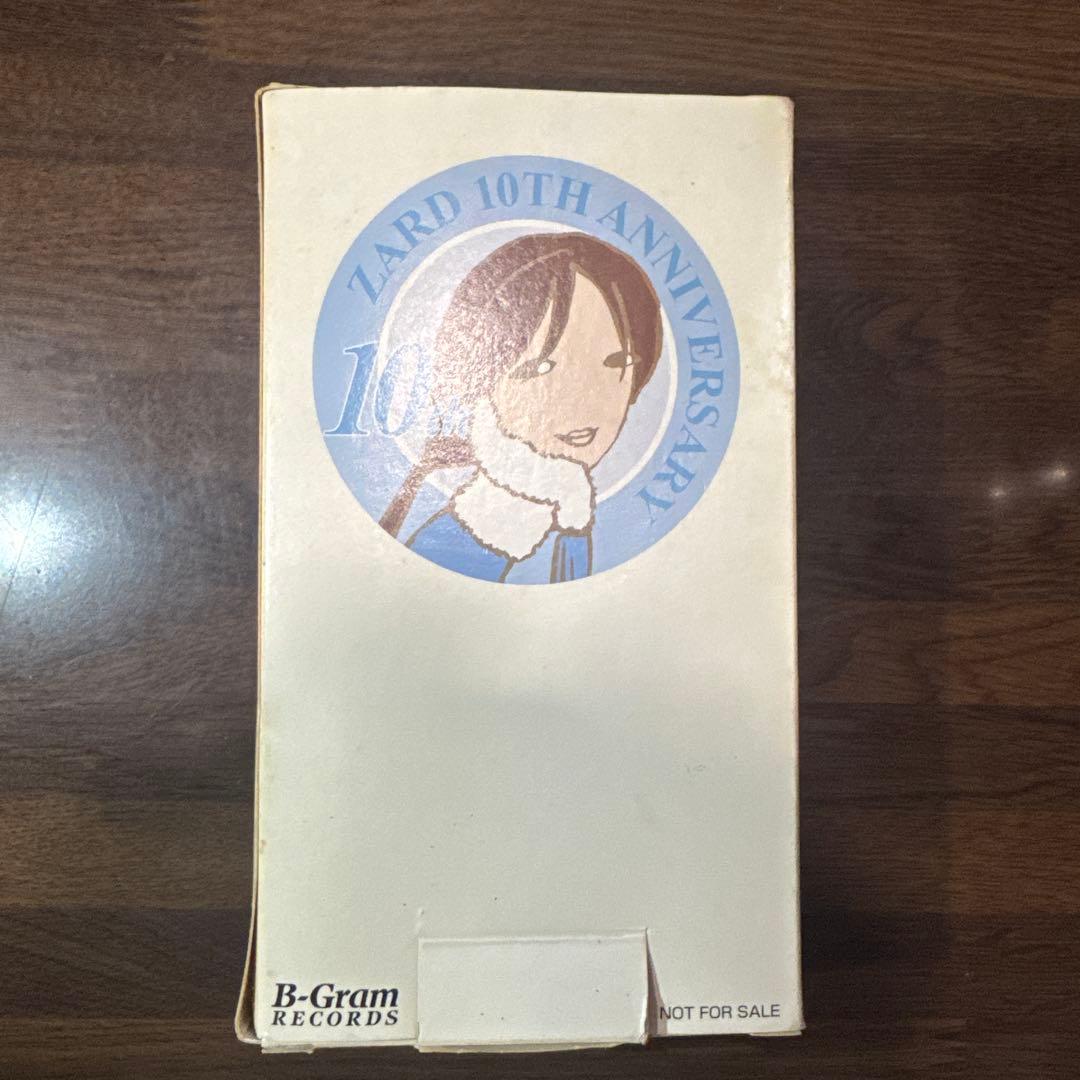 ZARD 10TH ANNIVERSARY
10th
B-Gram
RECORDS
NOT FOR SALE